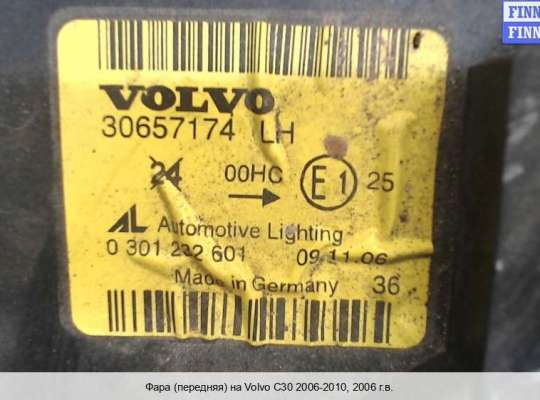 FINN
FINN
VOLVO
30657174 LH
24 00HC E1 25
AL Automotive Lighting
0 301 232 601 09.11.06
Made in Germany 36
Фара (передняя) на Volvo C30 2006-2010, 2006 г.в.